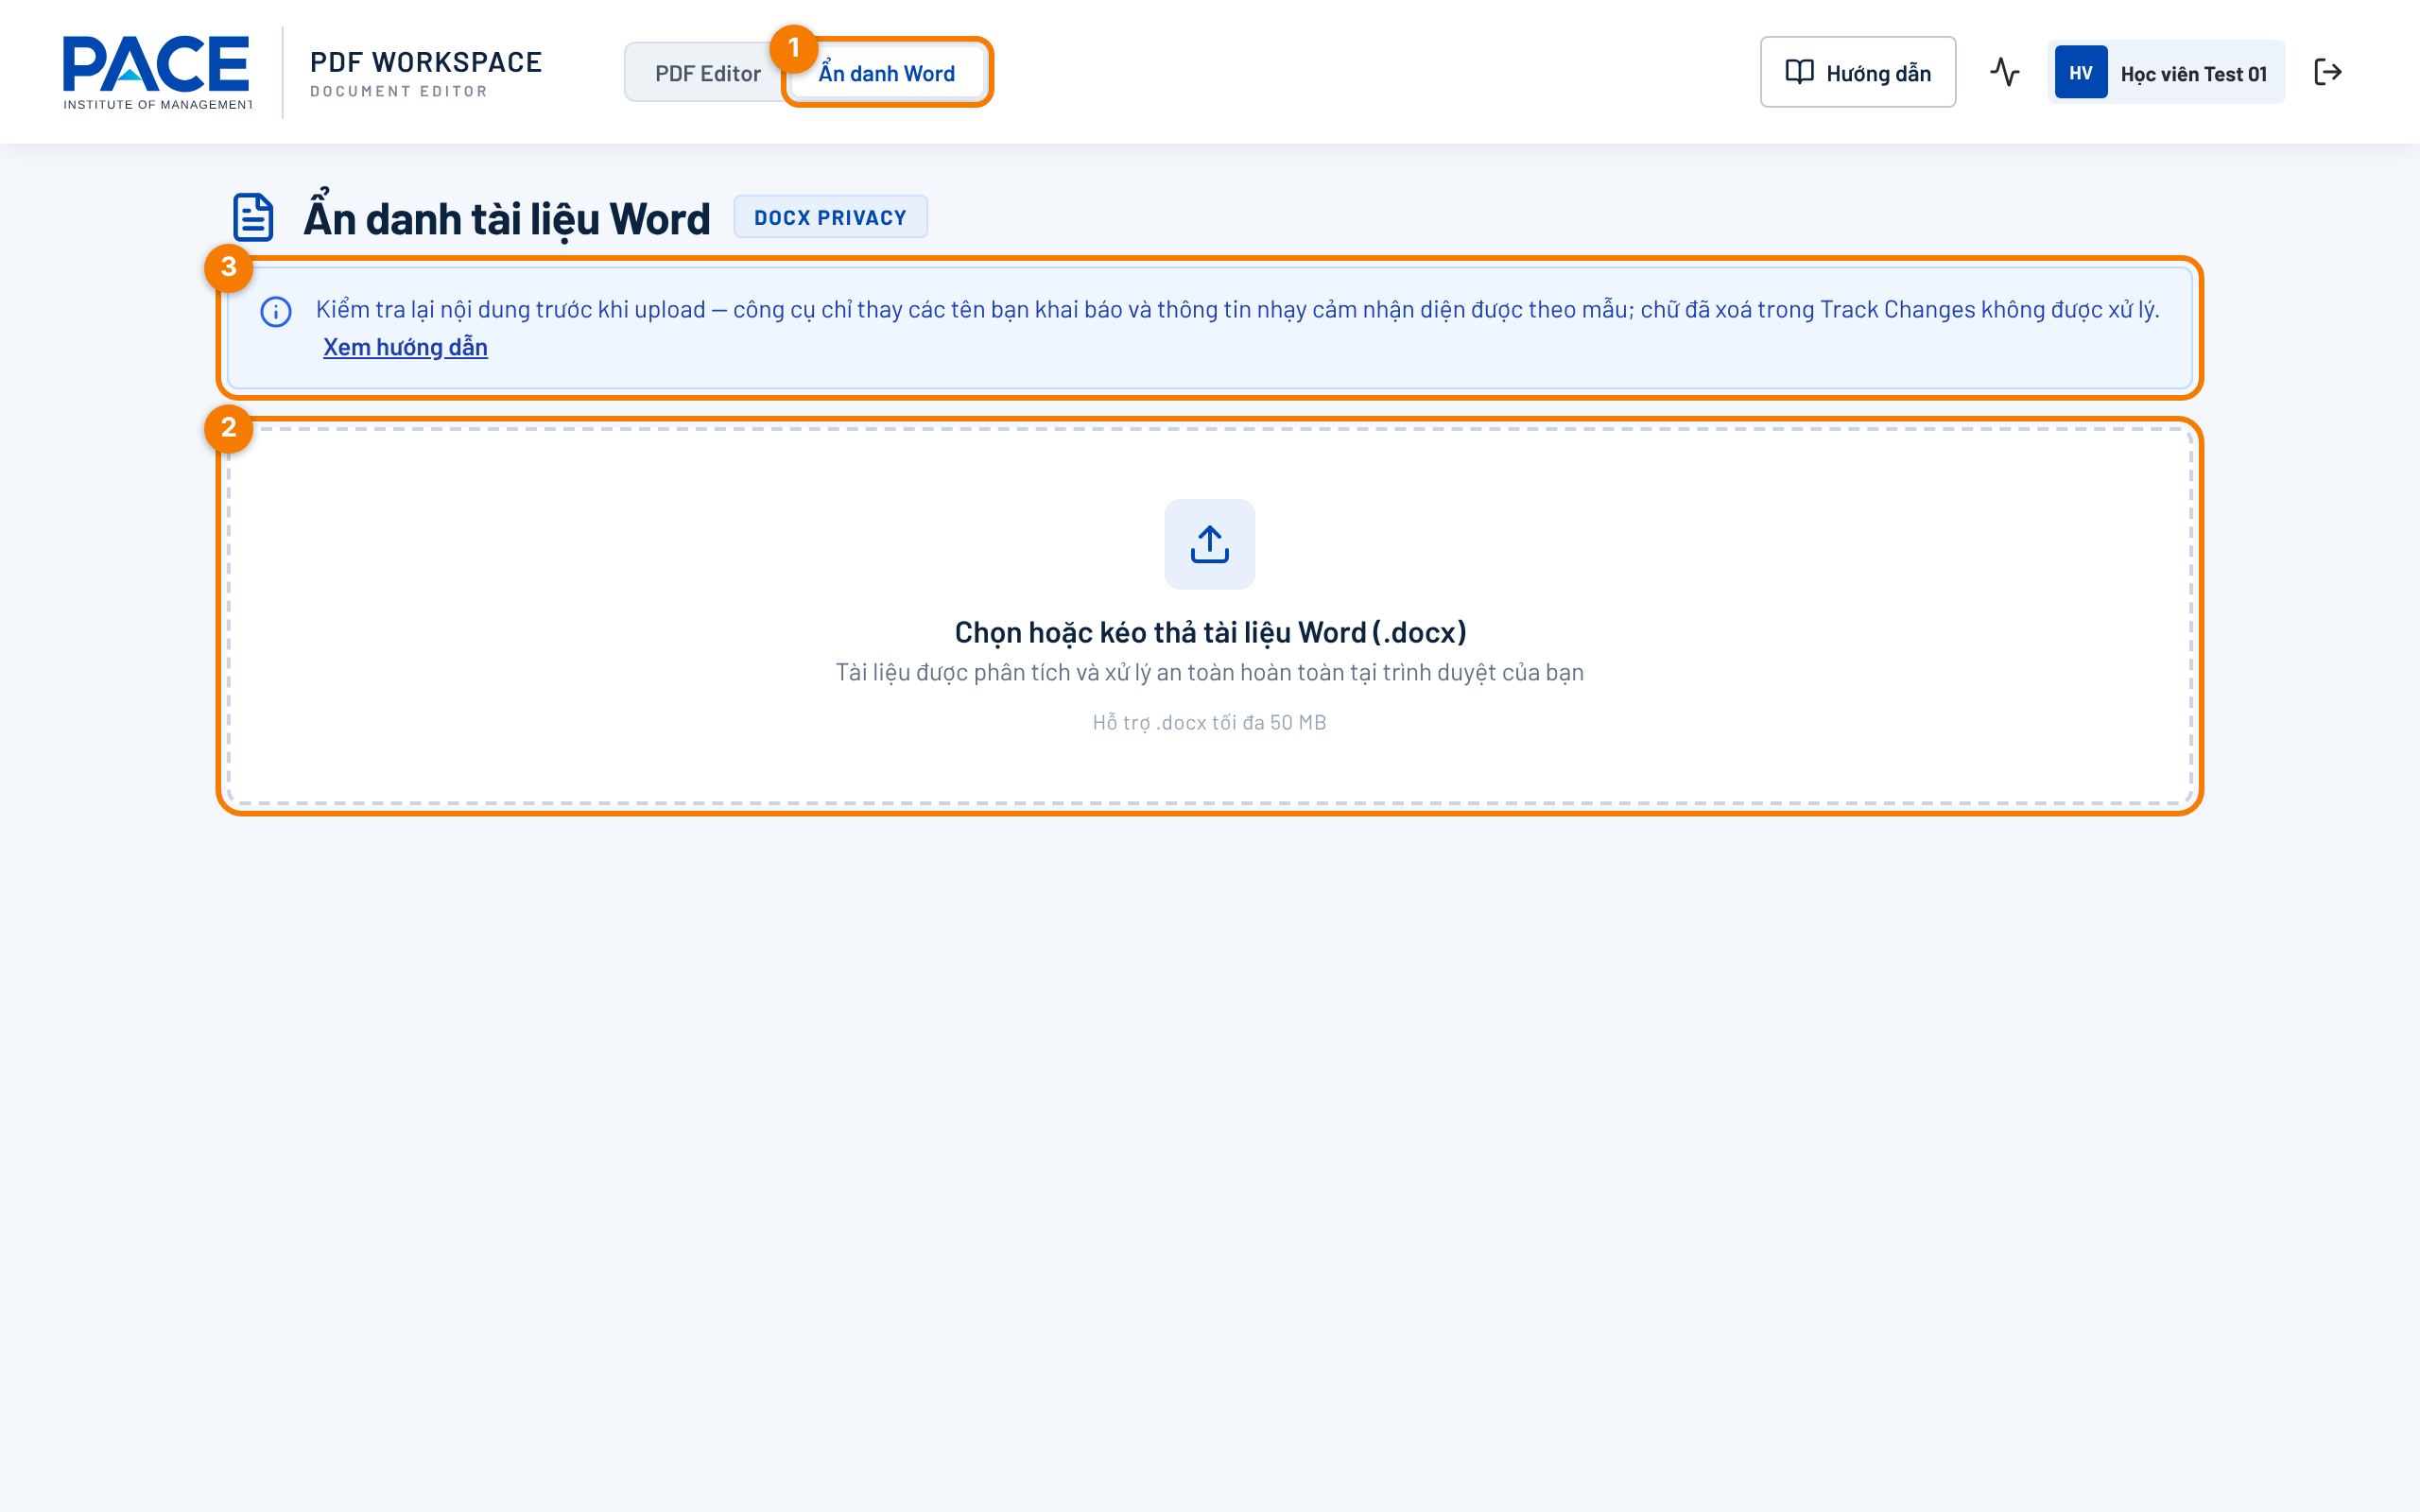 PACE
INSTITUTE OF MANAGEMENT
PDF WORKSPACE
DOCUMENT EDITOR
PDF Editor
1
Ẩn danh Word
Hướng dẫn
HV
Học viên Test 01
Ẩn danh tài liệu Word
DOCX PRIVACY
3
Kiểm tra lại nội dung trước khi upload — công cụ chỉ thay các tên bạn khai báo và thông tin nhạy cảm nhận diện được theo mẫu; chữ đã xoá trong Track Changes không được xử lý.
Xem hướng dẫn
2
Chọn hoặc kéo thả tài liệu Word (.docx)
Tài liệu được phân tích và xử lý an toàn hoàn toàn tại trình duyệt của bạn
Hỗ trợ .docx tối đa 50 MB